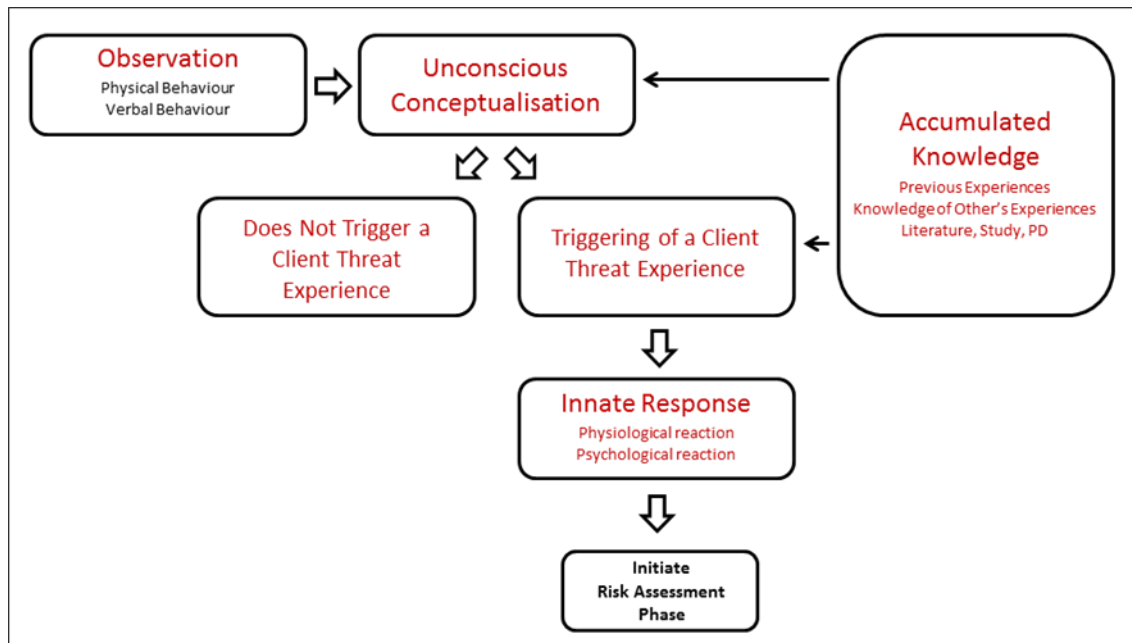 Observation
Physical Behaviour
Verbal Behaviour
Unconscious
Conceptualisation
Accumulated
Knowledge
Previous Experiences
Knowledge of Other's Experiences
Literature, Study, PD
Does Not Trigger a
Client Threat
Experience
Triggering of a Client
Threat Experience
Innate Response
Physiological reaction
Psychological reaction
Initiate
Risk Assessment
Phase